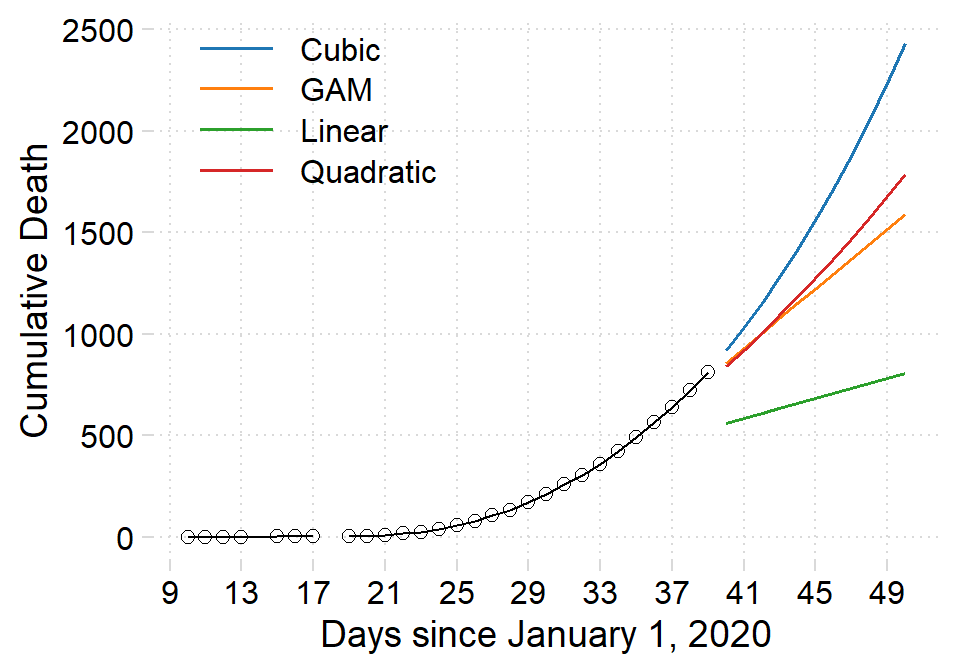 2500
2000
1500
1000
500
0
Cumulative Death
Cubic
GAM
Linear
Quadratic
9 13 17 21 25 29 33 37 41 45 49
Days since January 1, 2020